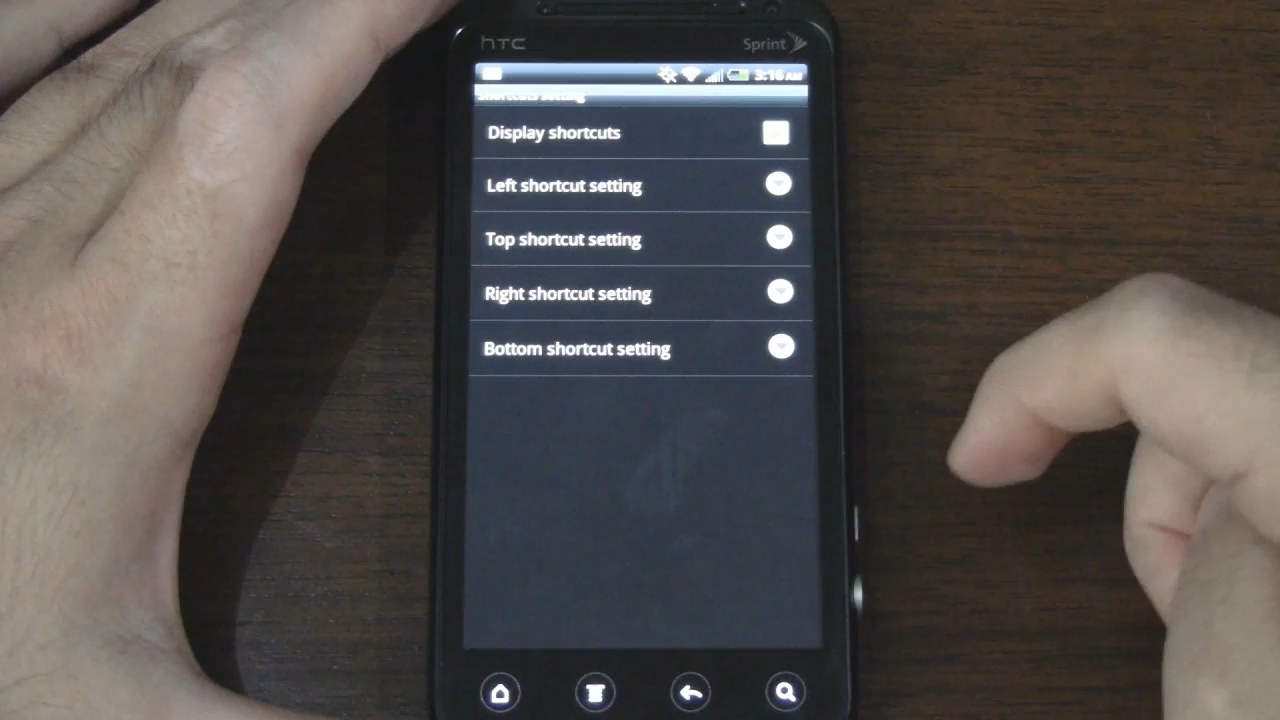 hTC
Sprint
3:16 AM
Shortcuts setting
Display shortcuts
Left shortcut setting
Top shortcut setting
Right shortcut setting
Bottom shortcut setting